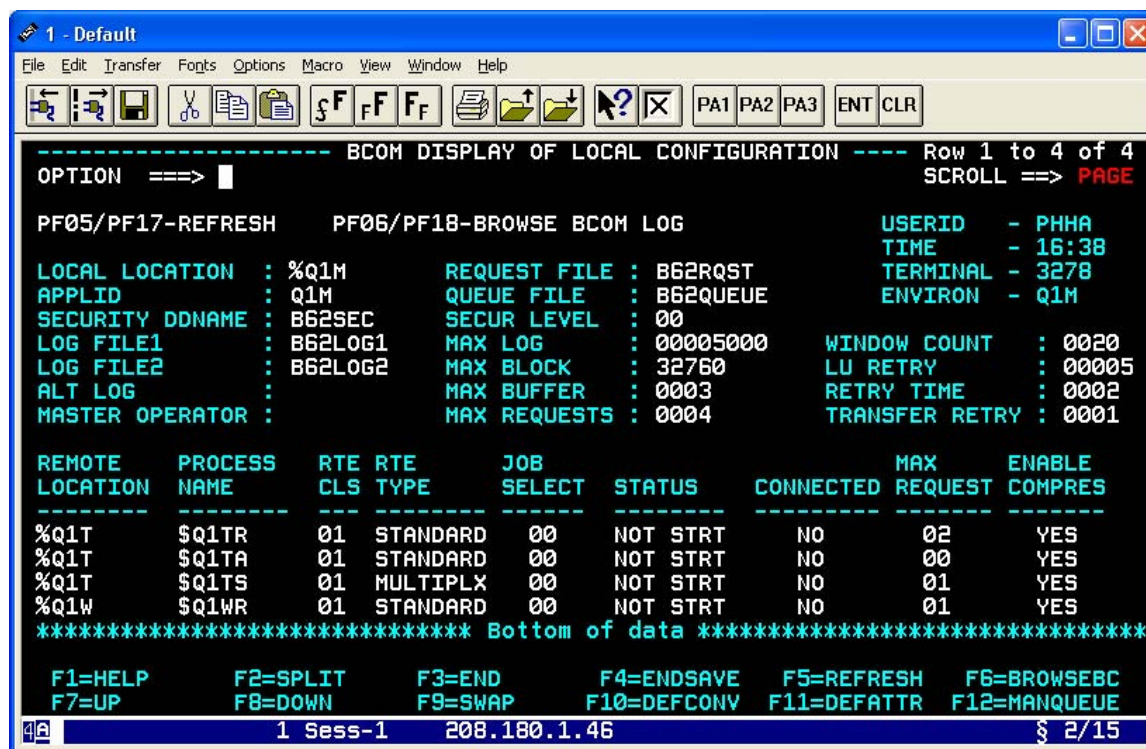 1 - Default
File Edit Transfer Fonts Options Macro View Window Help
PA1 PA2 PA3 ENT CLR
---------------------- BCOM DISPLAY OF LOCAL CONFIGURATION ---- Row 1 to 4 of 4
OPTION ===> SCROLL ==> PAGE
PF05/PF17-REFRESH PF06/PF18-BROWSE BCOM LOG USERID - PHHA
TIME - 16:38
LOCAL LOCATION : %Q1M REQUEST FILE : B62RQST TERMINAL - 3278
APPLID : Q1M QUEUE FILE : B62QUEUE ENVIRON - Q1M
SECURITY DDNAME : B62SEC SECUR LEVEL : 00
LOG FILE1 : B62LOG1 MAX LOG : 00005000 WINDOW COUNT : 0020
LOG FILE2 : B62LOG2 MAX BLOCK : 32760 LU RETRY : 00005
ALT LOG : MAX BUFFER : 0003 RETRY TIME : 0002
MASTER OPERATOR : MAX REQUESTS : 0004 TRANSFER RETRY : 0001
REMOTE PROCESS RTE RTE JOB MAX ENABLE
LOCATION NAME CLS TYPE SELECT STATUS CONNECTED REQUEST COMPRES
-------- -------- --- -------- ------ -------- --------- ------- -------
%Q1T $Q1TR 01 STANDARD 00 NOT STRT NO 02 YES
%Q1T $Q1TA 01 STANDARD 00 NOT STRT NO 00 YES
%Q1T $Q1TS 01 MULTIPLX 00 NOT STRT NO 01 YES
%Q1W $Q1WR 01 STANDARD 00 NOT STRT NO 01 YES
******************************* Bottom of data ********************************
F1=HELP F2=SPLIT F3=END F4=ENDSAVE F5=REFRESH F6=BROWSEBC
F7=UP F8=DOWN F9=SWAP F10=DEFCONV F11=DEFATTR F12=MANQUEUE
4A 1 Sess-1 208.180.1.46 § 2/15